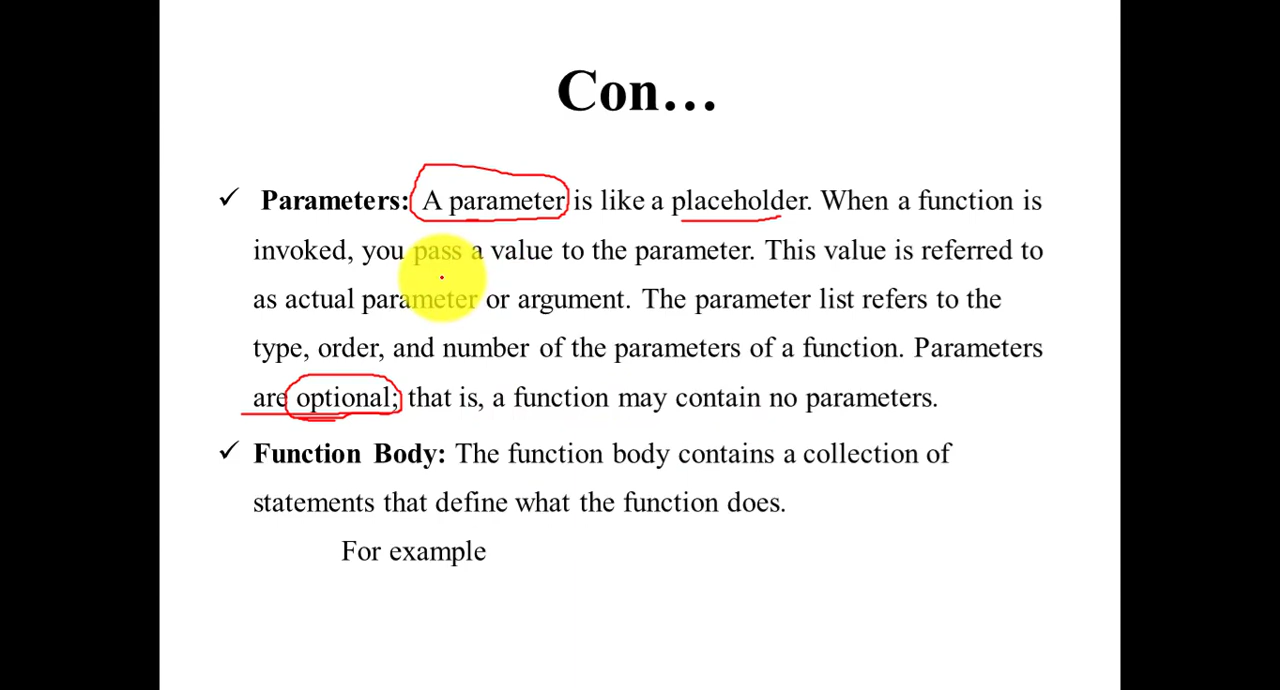 Con…
✓ Parameters: A parameter is like a placeholder. When a function is
invoked, you pass a value to the parameter. This value is referred to
as actual parameter or argument. The parameter list refers to the
type, order, and number of the parameters of a function. Parameters
are optional; that is, a function may contain no parameters.
✓ Function Body: The function body contains a collection of
statements that define what the function does.
For example